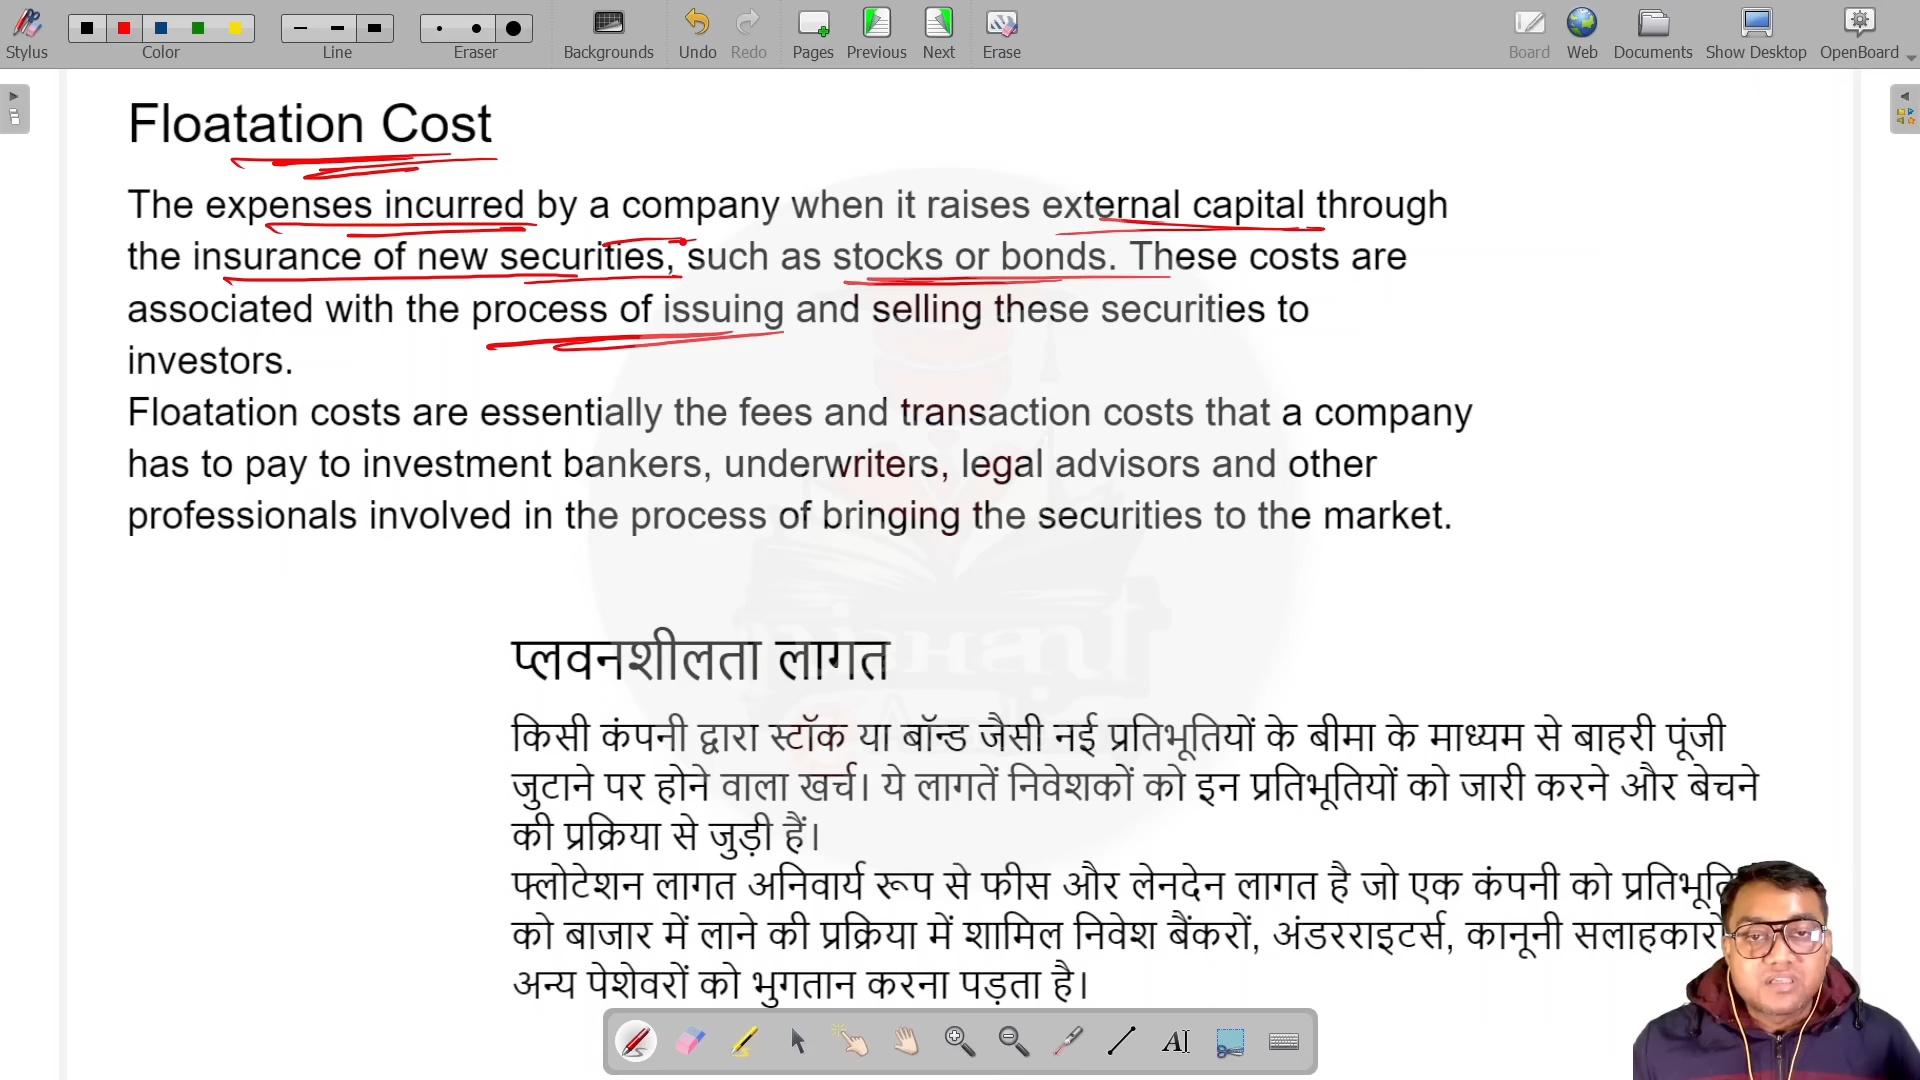 Stylus Color Line Eraser Backgrounds Undo Redo Pages Previous Next Erase Board Web Documents Show Desktop OpenBoard
Floatation Cost
The expenses incurred by a company when it raises external capital through
the insurance of new securities, such as stocks or bonds. These costs are
associated with the process of issuing and selling these securities to
investors.
Floatation costs are essentially the fees and transaction costs that a company
has to pay to investment bankers, underwriters, legal advisors and other
professionals involved in the process of bringing the securities to the market.
प्लवनशीलता लागत
किसी कंपनी द्वारा स्टॉक या बॉन्ड जैसी नई प्रतिभूतियों के बीमा के माध्यम से बाहरी पूंजी
जुटाने पर होने वाला खर्च। ये लागतें निवेशकों को इन प्रतिभूतियों को जारी करने और बेचने
की प्रक्रिया से जुड़ी हैं।
फ्लोटेशन लागत अनिवार्य रूप से फीस और लेनदेन लागत है जो एक कंपनी को
को बाजार में लाने की प्रक्रिया में शामिल निवेश बैंकरों, अंडरराइटर्स, कानूनी
अन्य पेशेवरों को भुगतान करना पड़ता है।